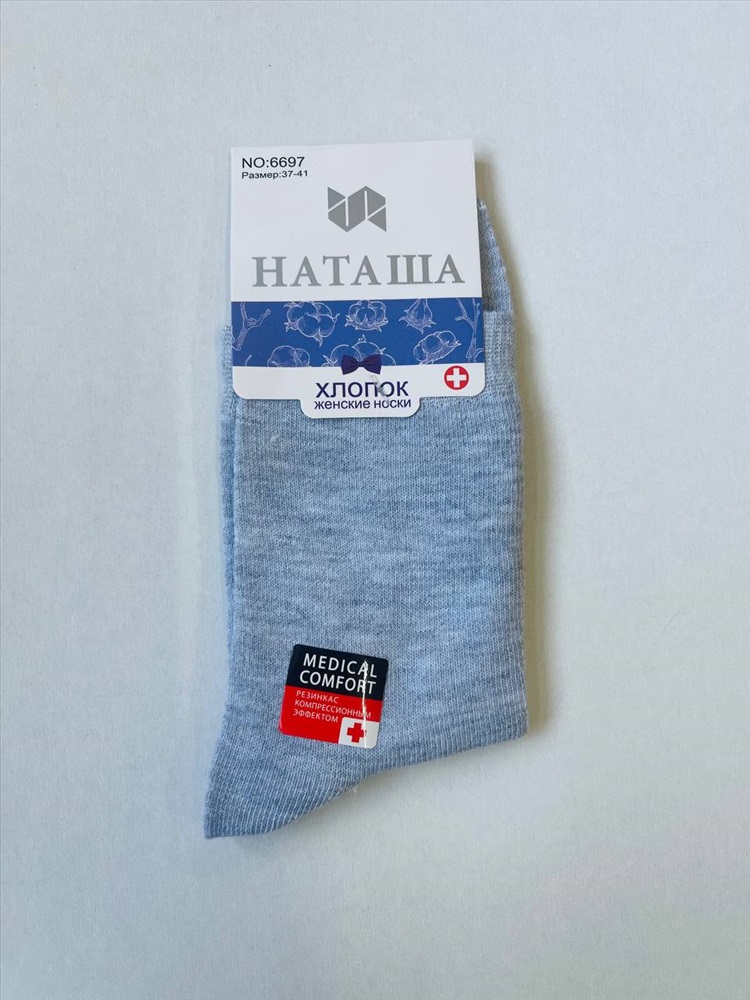 NO:6697
Размер:37-41
НАТАША
ХЛОПОК
ЖЕНСКИЕ НОСКИ
MEDICAL
COMFORT
РЕЗИНКАС
КОМПРЕССИОННЫМ
ЭФФЕКТОМ